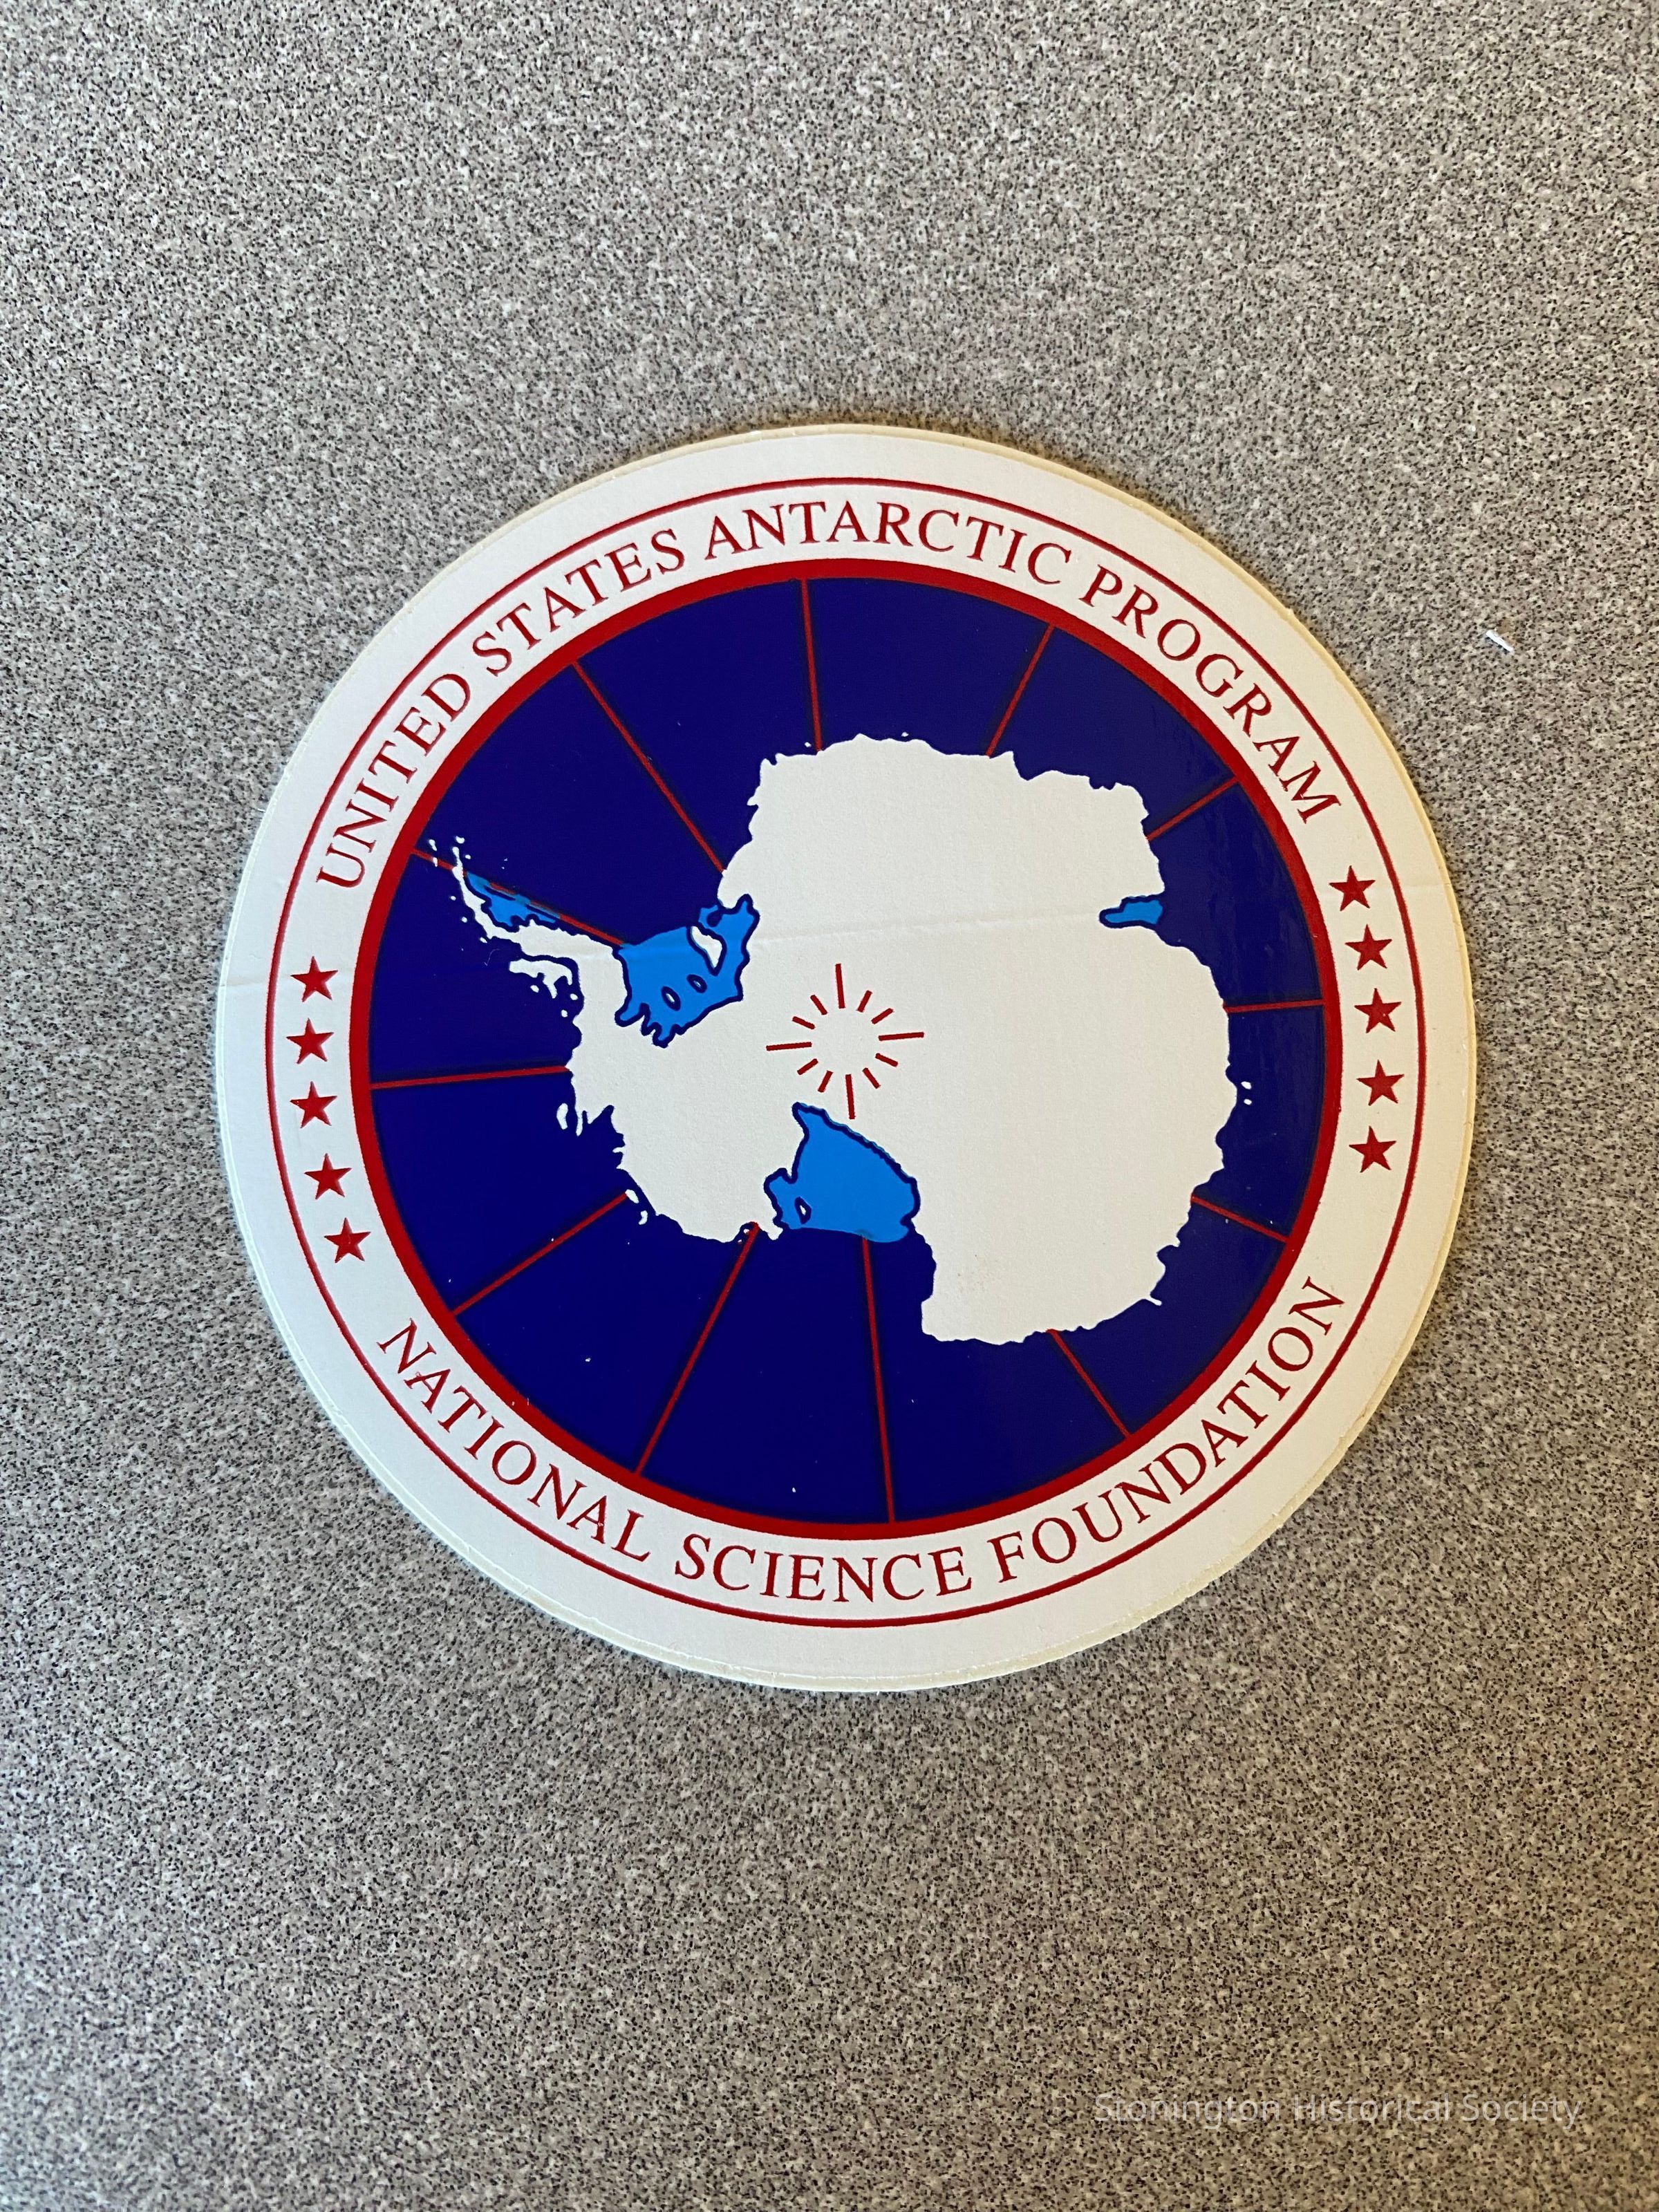 UNITED STATES ANTARCTIC PROGRAM
NATIONAL SCIENCE FOUNDATION
Stonington Historical Society